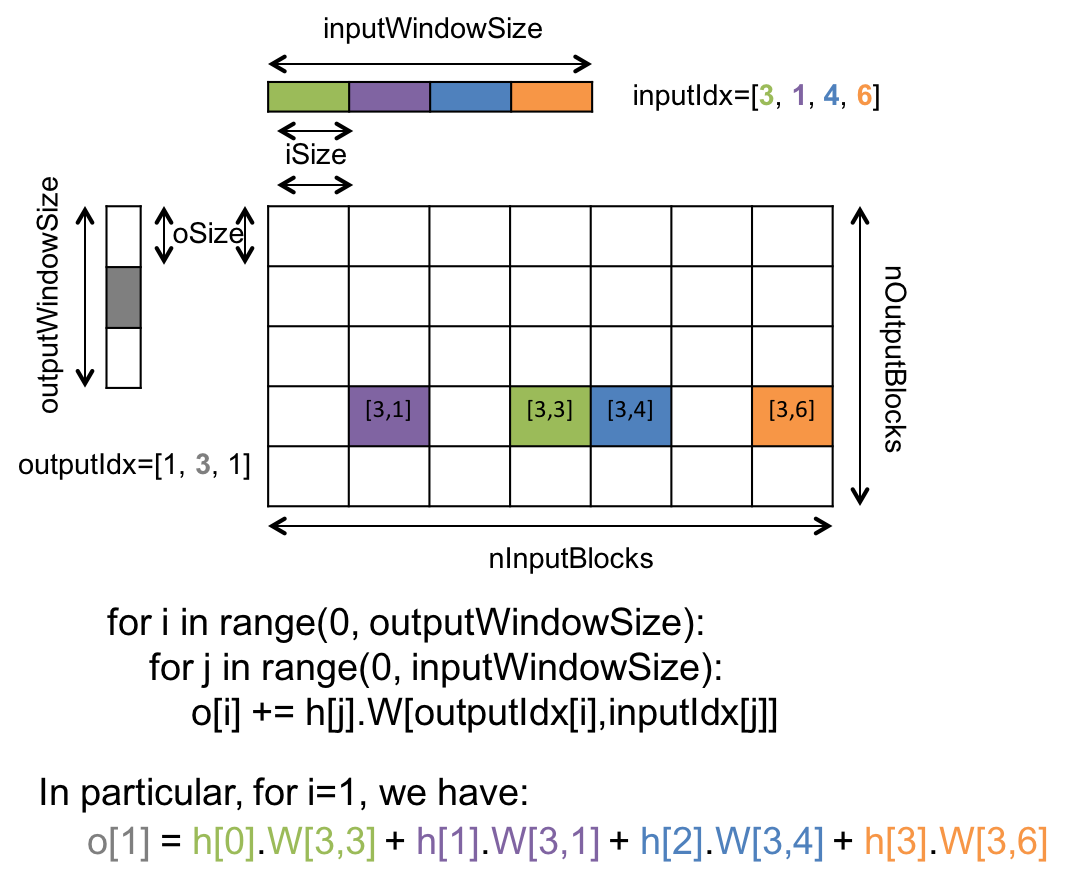 inputWindowSize
inputIdx=[3, 1, 4, 6]
iSize
outputWindowSize
oSize
nOutputBlocks
[3,1]
[3,3]
[3,4]
[3,6]
outputIdx=[1, 3, 1]
nInputBlocks
for i in range(0, outputWindowSize):
for j in range(0, inputWindowSize):
o[i] += h[j].W[outputIdx[i],inputIdx[j]]
In particular, for i=1, we have:
o[1] = h[0].W[3,3] + h[1].W[3,1] + h[2].W[3,4] + h[3].W[3,6]